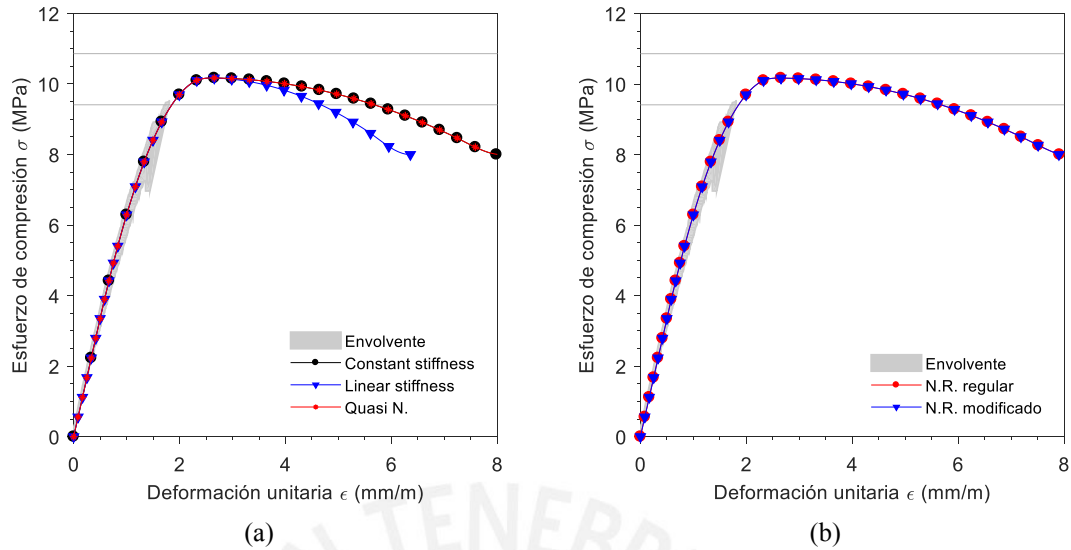 12
10
8
6
4
2
0
Esfuerzo de compresión σ (MPa)
Envolvente
Constant stiffness
Linear stiffness
Quasi N.
0 2 4 6 8
Deformación unitaria ϵ (mm/m)
(a)
12
10
8
6
4
2
0
Esfuerzo de compresión σ (MPa)
Envolvente
N.R. regular
N.R. modificado
0 2 4 6 8
Deformación unitaria ϵ (mm/m)
(b)
TENEBR